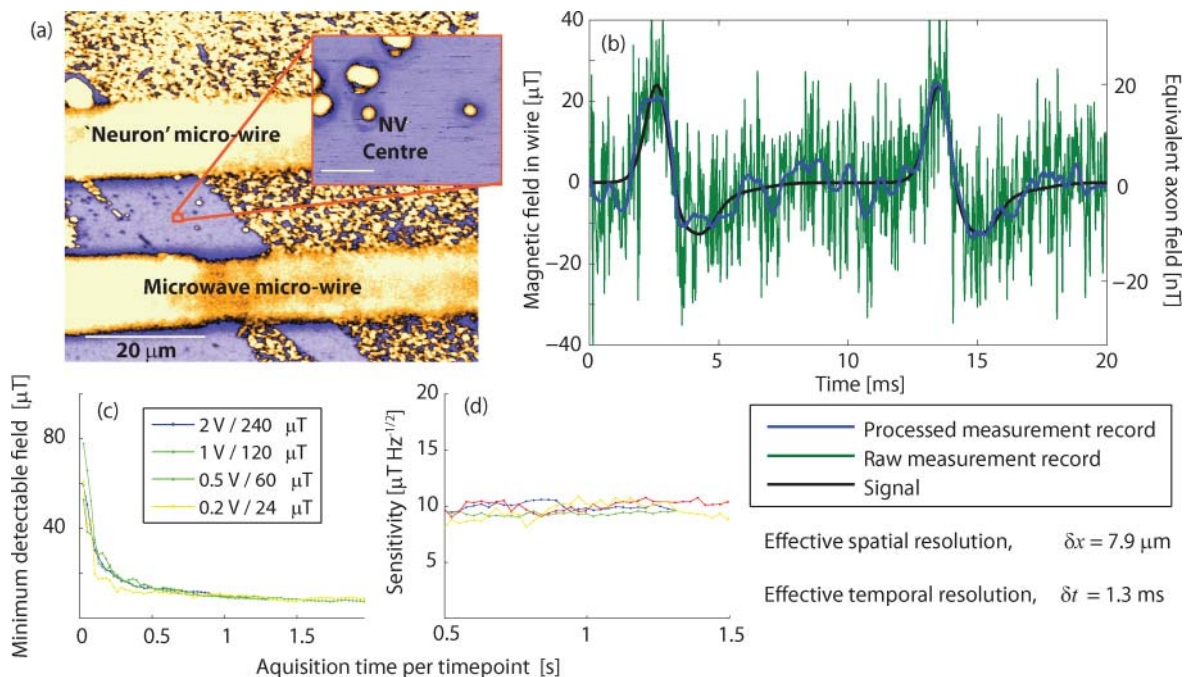 (a)
`Neuron' micro-wire
NV
Centre
Microwave micro-wire
20 μm
(b)
Magnetic field in wire [μT]
40
20
0
−20
−40
Equivalent axon field [nT]
20
10
0
−10
−20
0
5
10
15
20
Time [ms]
(c)
Minimum detectable field [μT]
80
40
2 V / 240 μT
1 V / 120 μT
0.5 V / 60 μT
0.2 V / 24 μT
0 0.5 1 1.5
(d)
Sensitivity [μT Hz-1/2]
20
15
10
5
0.5 1 1.5
Aquisition time per timepoint [s]
Processed measurement record
Raw measurement record
Signal
Effective spatial resolution, δx = 7.9 μm
Effective temporal resolution, δt = 1.3 ms